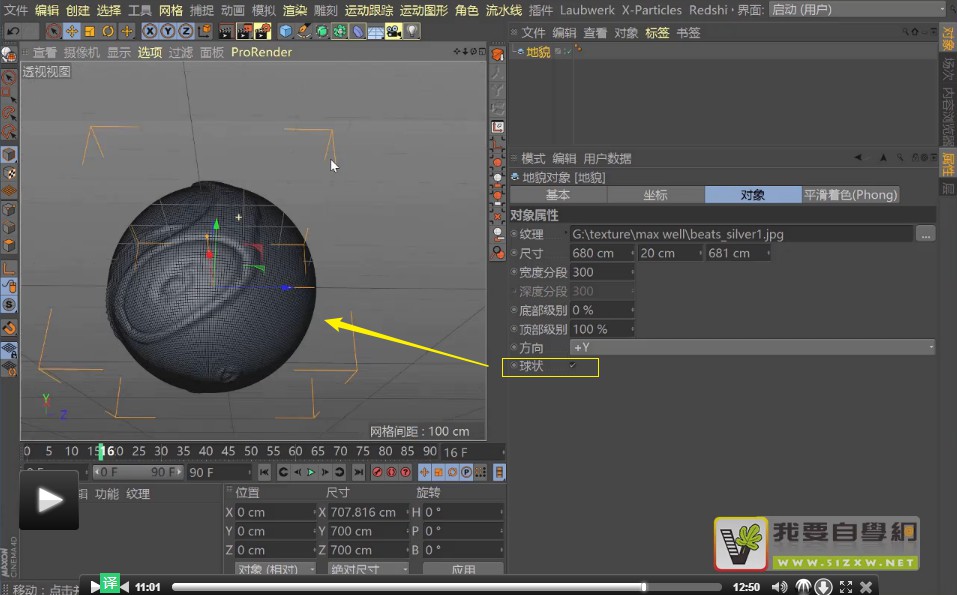 文件 编辑 创建 选择 工具 网格 捕捉 动画 模拟 渲染 雕刻 运动跟踪 运动图形 角色 流水线 插件 Laubwerk X-Particles Redshi 界面: 启动 (用户)
文件 编辑 查看 对象 标签 书签
查看 摄像机 显示 选项 过滤 面板 ProRender
透视视图
地貌
对象
场次
内容浏览器
属性
层
模式 编辑 用户数据
地貌对象 [地貌]
基本 坐标 对象 平滑着色(Phong)
对象属性
纹理 G:\texture\max well\beats_silver1.jpg ...
尺寸 680 cm 20 cm 681 cm
宽度分段 300
深度分段 300
底部级别 0 %
顶部级别 100 %
方向 +Y
球状
Y
Z
网格间距 : 100 cm
0 5 10 15 16 0 25 30 35 40 45 50 55 60 65 70 75 80 85 90 16 F
0 F 90 F 90 F
功能 纹理
位置 尺寸 旋转
X 0 cm X 707.816 cm H 0 °
Y 0 cm Y 700 cm P 0 °
Z 0 cm Z 700 cm B 0 °
对象 (相对) 绝对尺寸 应用
MAXON CINEMA 4D
移动: 点击并
译 11:01 12:50
我要自學網
WWW.51ZXW.NET